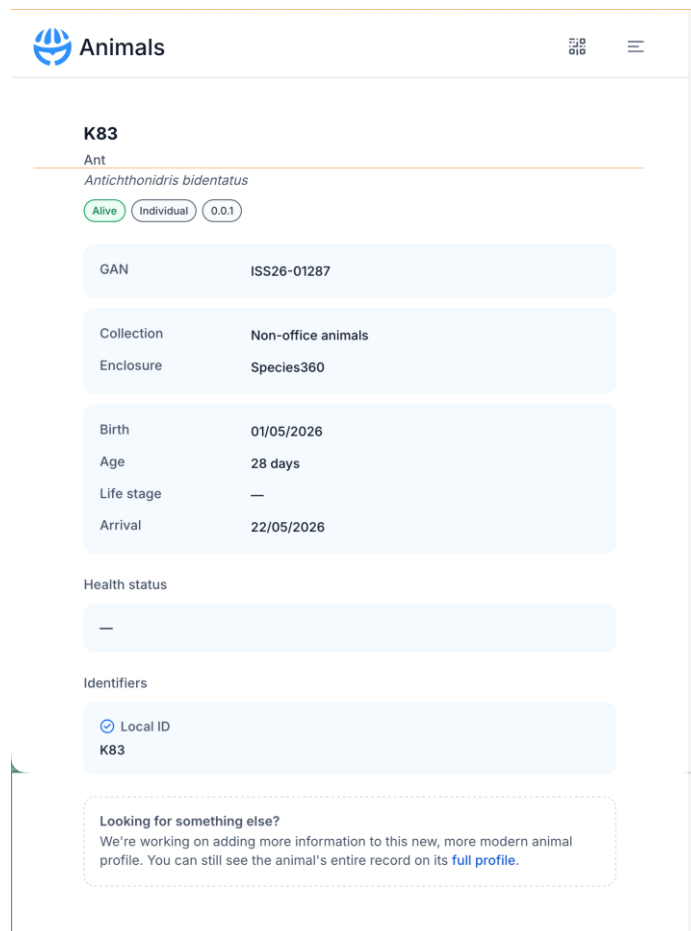 Animals
K83
Ant
Antichthonidris bidentatus
Alive Individual 0.0.1
GAN ISS26-01287
Collection Non-office animals
Enclosure Species360
Birth 01/05/2026
Age 28 days
Life stage —
Arrival 22/05/2026
Health status
—
Identifiers
Local ID
K83
Looking for something else?
We're working on adding more information to this new, more modern animal
profile. You can still see the animal's entire record on its full profile.